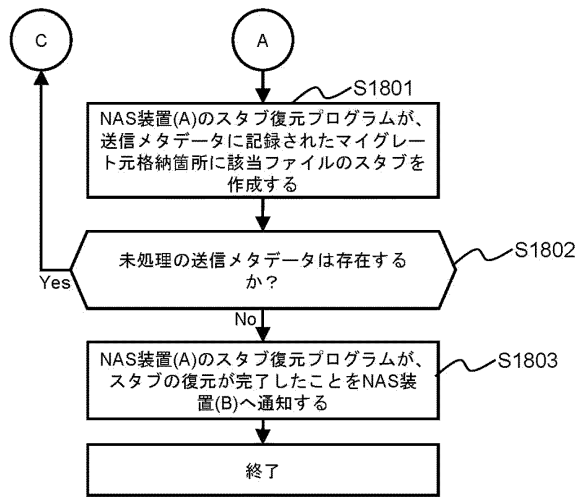 C
A
S1801
NAS装置(A)のスタブ復元プログラムが、
送信メタデータに記録されたマイグレー
ト元格納箇所に該当ファイルのスタブを
作成する
未処理の送信メタデータは存在する
か？
S1802
Yes
No
NAS装置(A)のスタブ復元プログラムが、
スタブの復元が完了したことをNAS装
置(B)へ通知する
S1803
終了